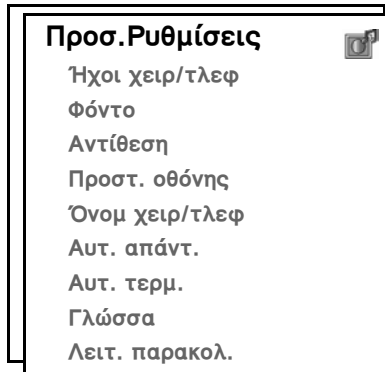 Προσ.Ρυθμίσεις
Ήχοι χειρ/τλεφ
Φόντο
Αντίθεση
Προστ. οθόνης
Όνομ χειρ/τλεφ
Αυτ. απάντ.
Αυτ. τερμ.
Γλώσσα
Λειτ. παρακολ.